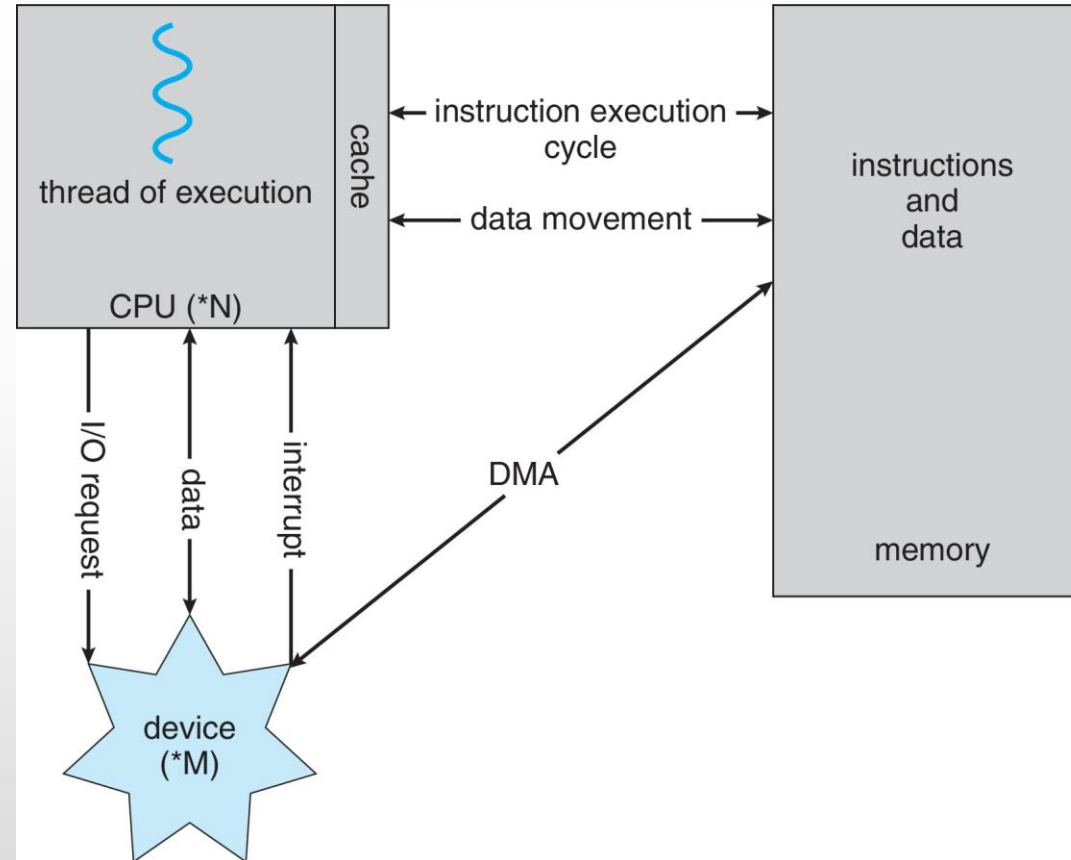 thread of execution
cache
CPU (*N)
instruction execution
cycle
data movement
instructions
and
data
memory
I/O request
data
interrupt
DMA
device
(*M)